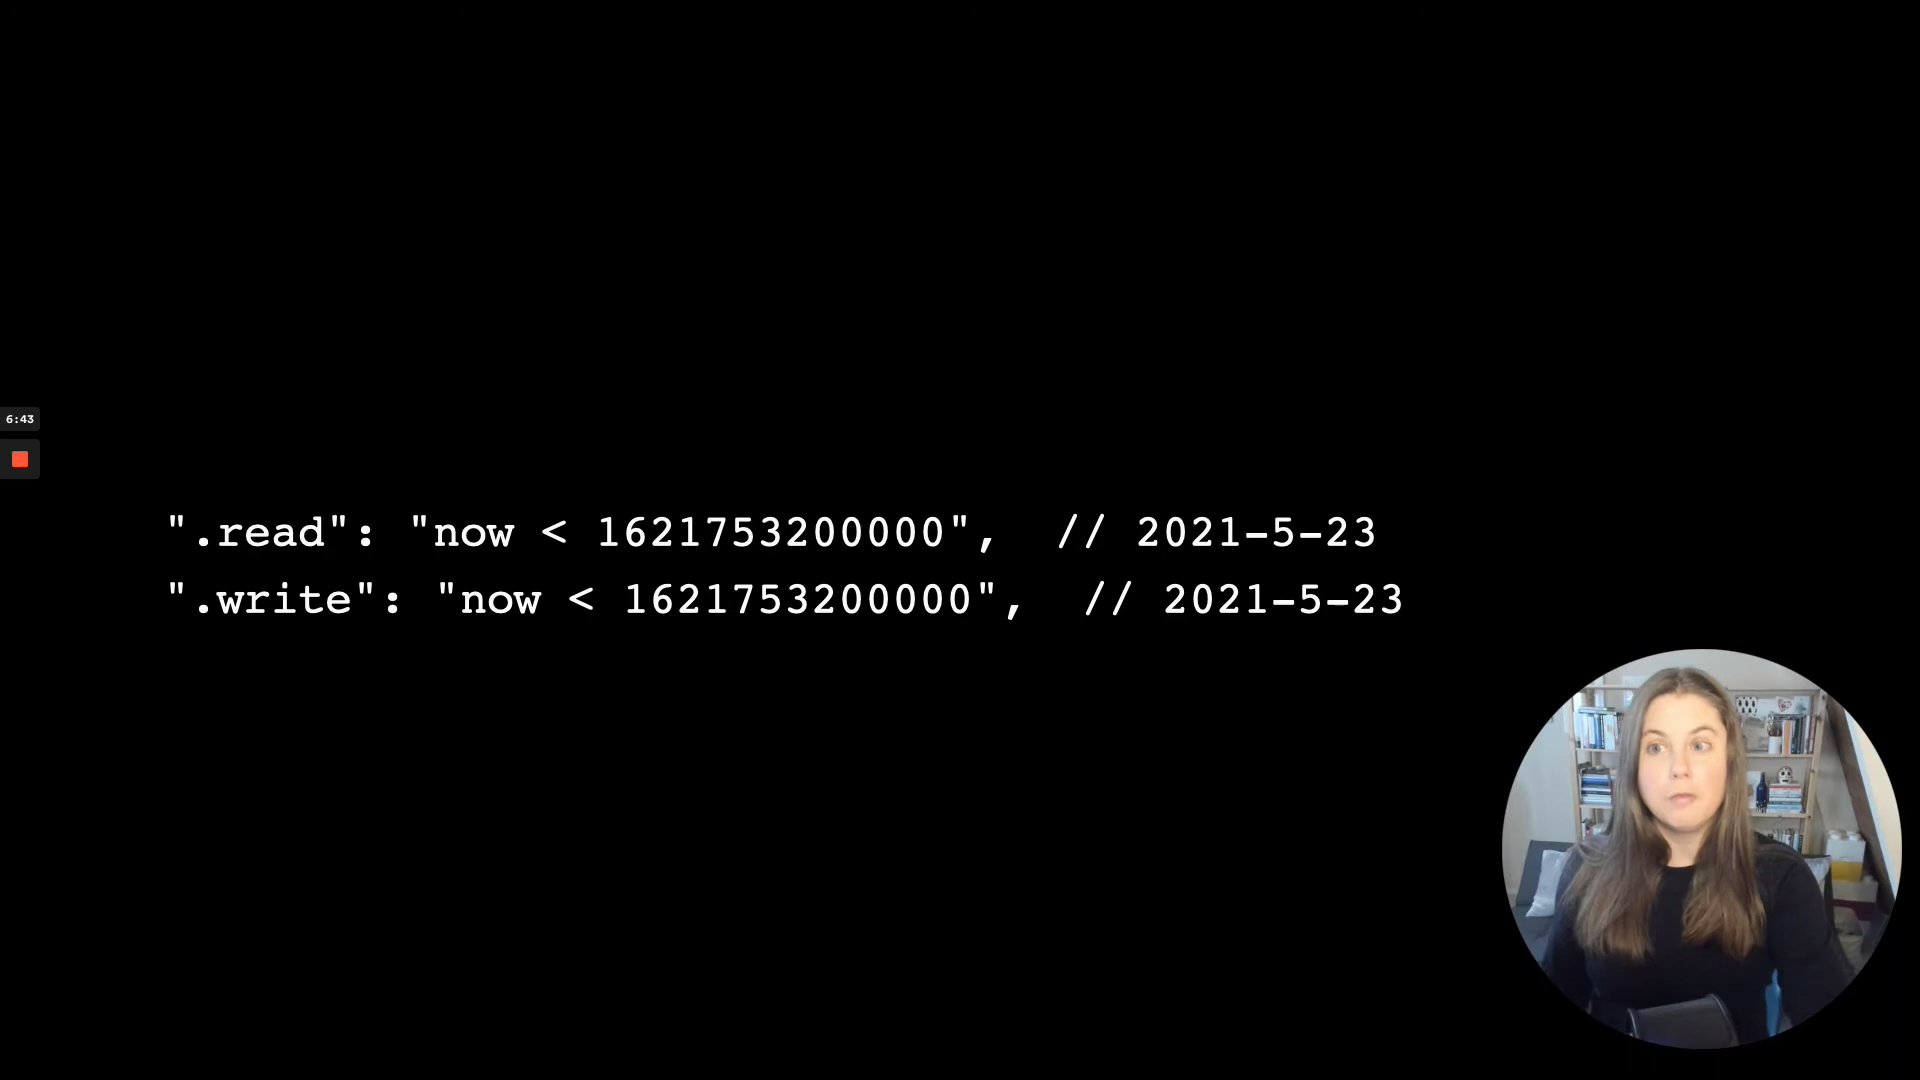 6:43
".read": "now < 1621753200000",  // 2021-5-23
".write": "now < 1621753200000",  // 2021-5-23